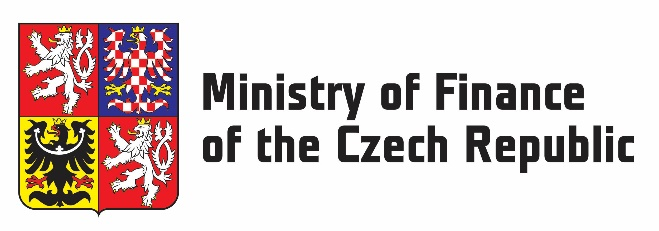 Ministry of Finance
of the Czech Republic